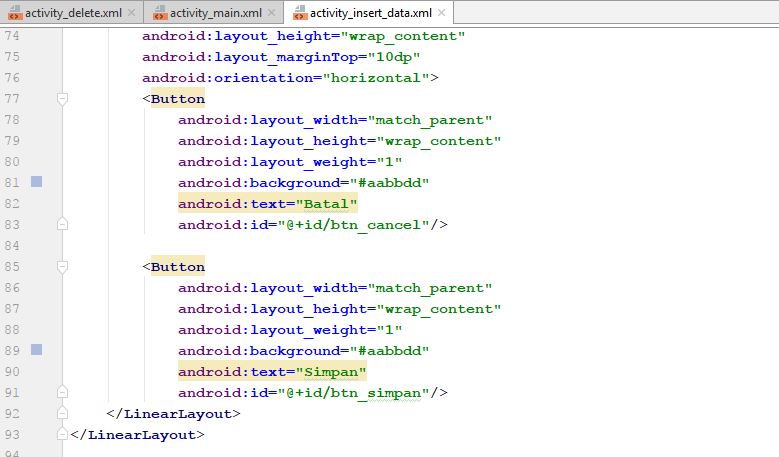 activity_delete.xml activity_main.xml activity_insert_data.xml
74 android:layout_height="wrap_content"
75 android:layout_marginTop="10dp"
76 android:orientation="horizontal">
77 <Button
78 android:layout_width="match_parent"
79 android:layout_height="wrap_content"
80 android:layout_weight="1"
81 android:background="#aabbdd"
82 android:text="Batal"
83 android:id="@+id/btn_cancel"/>
84
85 <Button
86 android:layout_width="match_parent"
87 android:layout_height="wrap_content"
88 android:layout_weight="1"
89 android:background="#aabbdd"
90 android:text="Simpan"
91 android:id="@+id/btn_simpan"/>
92 </LinearLayout>
93 </LinearLayout>
94